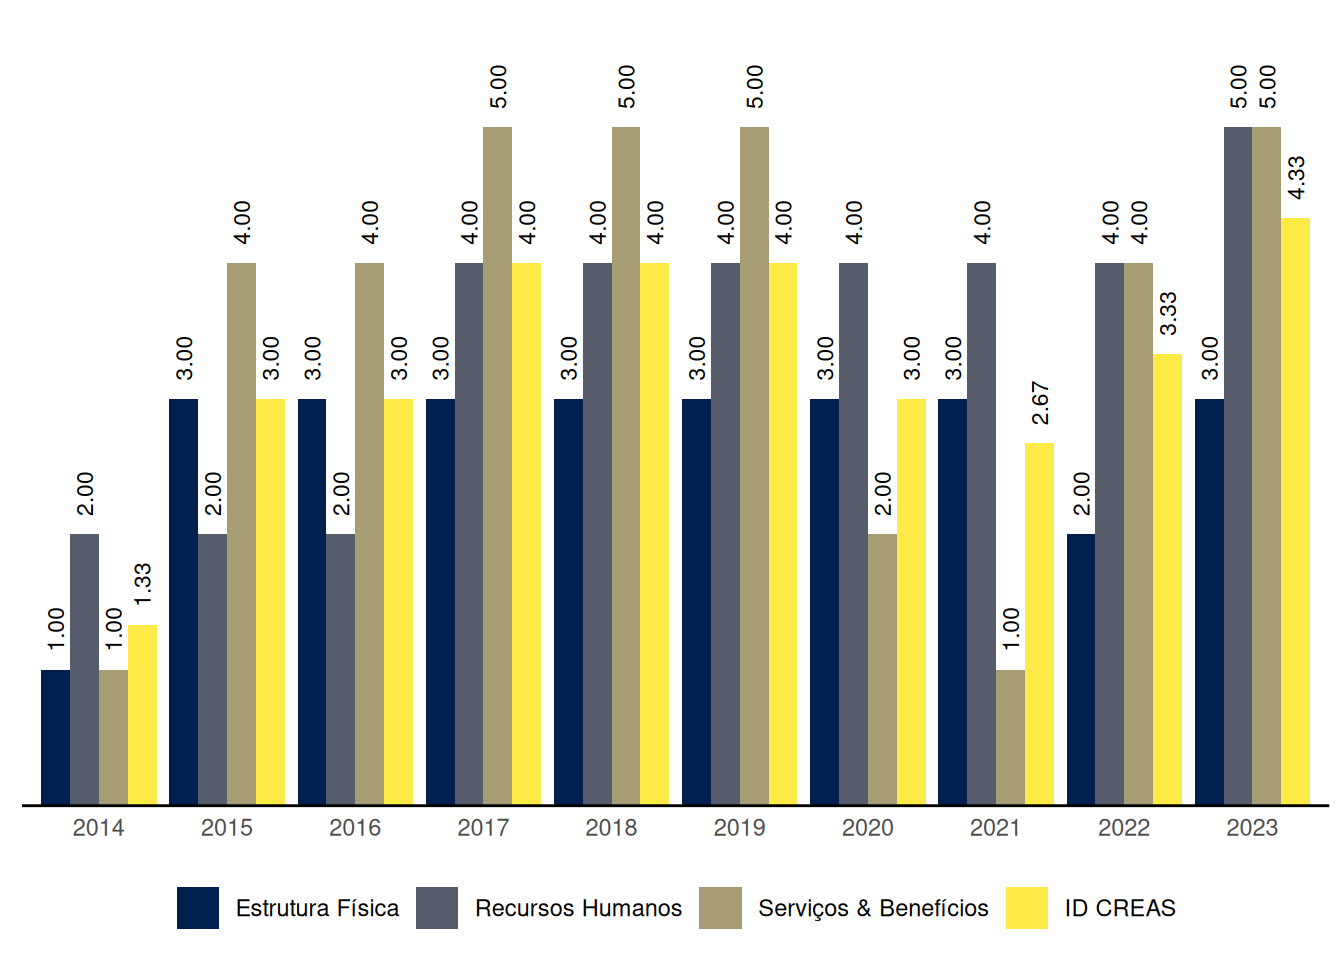 5.00 5.00 5.00 5.00 5.00
4.33
4.00 4.00 4.00 4.00 4.00 4.00 4.00 4.00 4.00 4.00 4.00 4.00
3.33
3.00 3.00 3.00 3.00 3.00 3.00 3.00 3.00 3.00 3.00 3.00
2.67
2.00 2.00 2.00 2.00 2.00
1.33
1.00 1.00 1.00
2014 2015 2016 2017 2018 2019 2020 2021 2022 2023
Estrutura Física Recursos Humanos Serviços & Benefícios ID CREAS